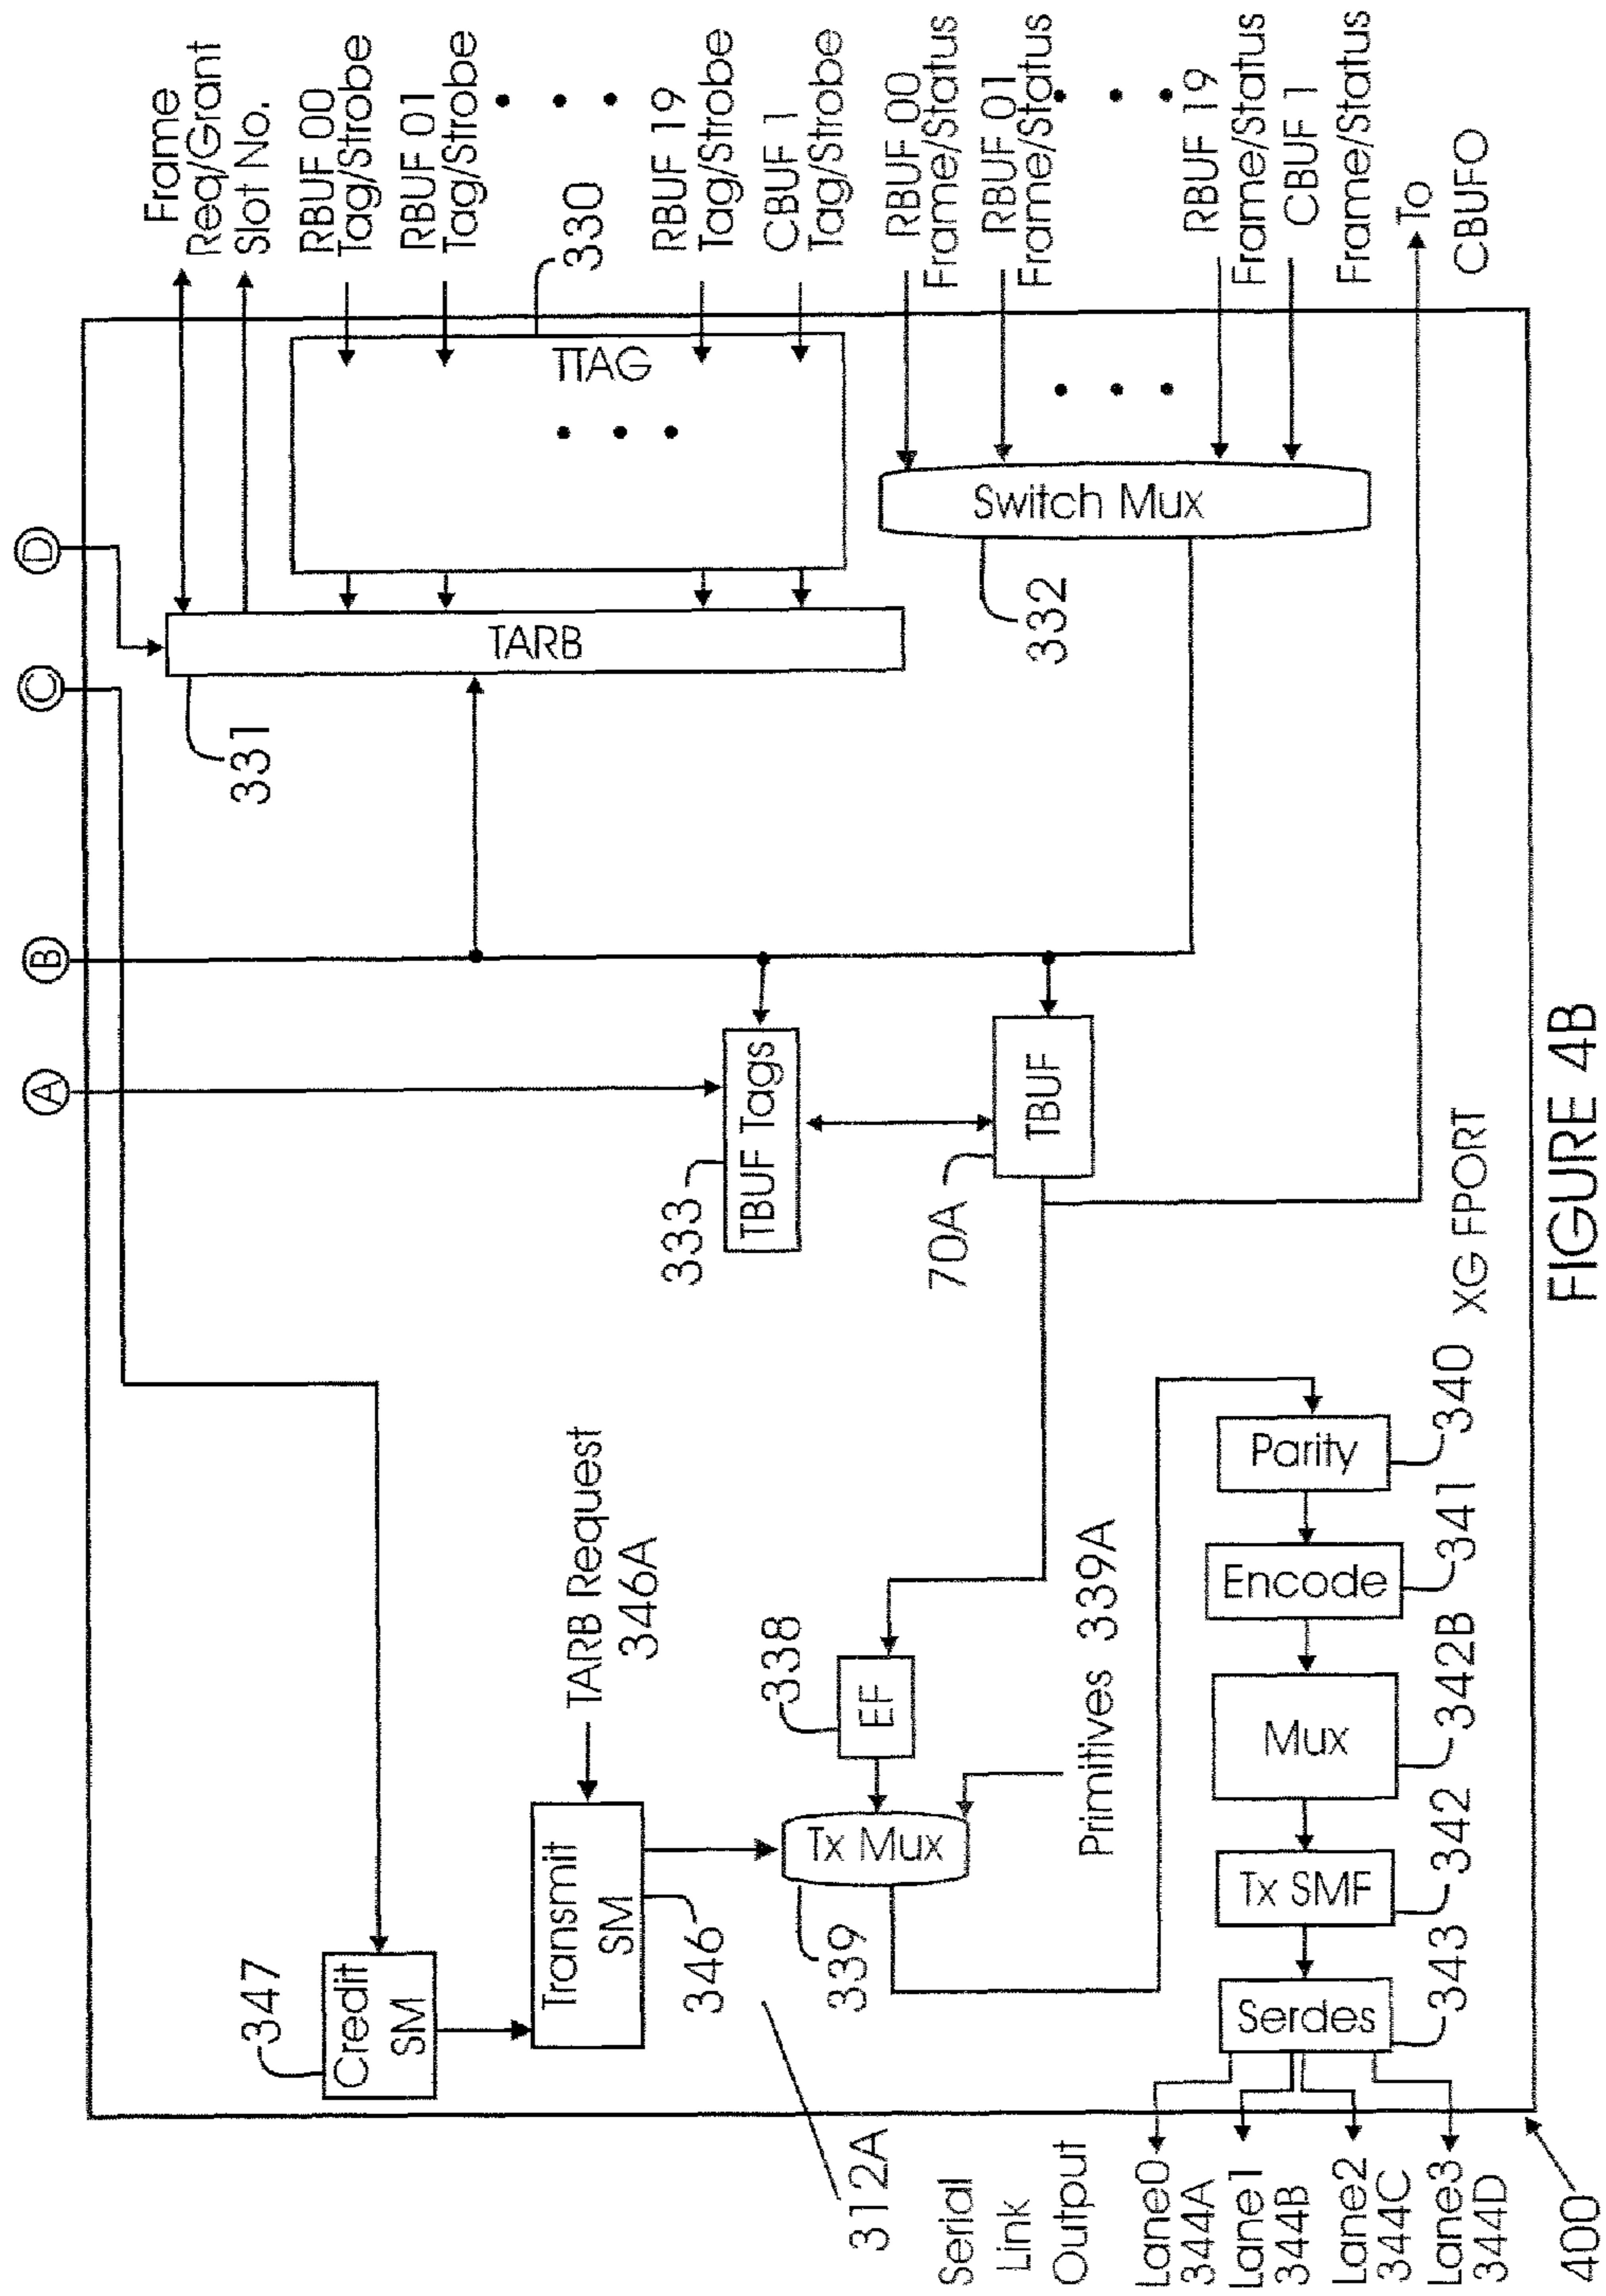 D
C
B
A
Frame
Req/Grant
Slot No.
RBUF 00
Tag/Strobe
RBUF 01
Tag/Strobe
RBUF 19
Tag/Strobe
CBUF 1
Tag/Strobe
330
TTAG
TARB
331
RBUF 00
Frame/Status
RBUF 01
Frame/Status
RBUF 19
Frame/Status
CBUF 1
Frame/Status
To
CBUFO
Switch Mux
332
TBUF Tags
333
TBUF
70A
Credit
SM
347
Transmit
SM
346
TARB Request
346A
EF
338
Tx Mux
339
Primitives 339A
312A
Parity
340
Encode
341
Mux
342B
Tx SMF
342
Serdes
343
XG FPORT
Serial
Link
Output
Lane0
344A
Lane1
344B
Lane2
344C
Lane3
344D
400
FIGURE 4B